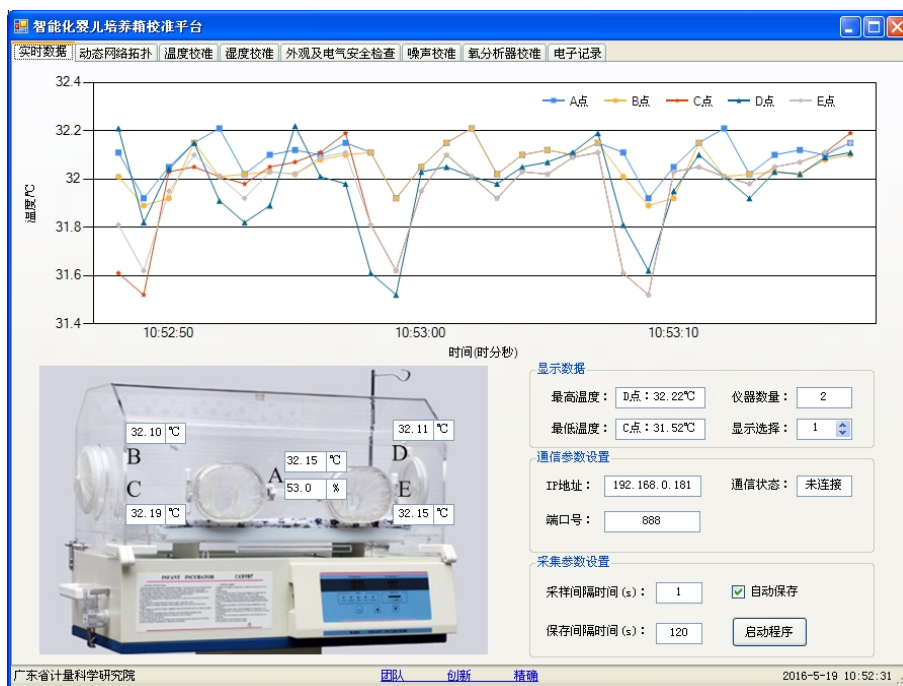 智能化婴儿培养箱校准平台
实时数据 动态网络拓扑 温度校准 湿度校准 外观及电气安全检查 噪声校准 氧分析器校准 电子记录
A点 B点 C点 D点 E点
温度/℃
32.4
32.2
32
31.8
31.6
31.4
10:52:50 10:53:00 10:53:10
时间(时分秒)
32.10 ℃
B
C
32.19 ℃
32.15 ℃
A
53.0 %
32.11 ℃
D
E
32.15 ℃
INFANT INCUBATOR
显示数据
最高温度： D点：32.22℃ 仪器数量： 2
最低温度： C点：31.52℃ 显示选择： 1
通信参数设置
IP地址： 192.168.0.181 通信状态： 未连接
端口号： 888
采集参数设置
采样间隔时间(s)： 1 自动保存
保存间隔时间(s)： 120 启动程序
广东省计量科学研究院 团队 创新 精确 2016-5-19 10:52:31